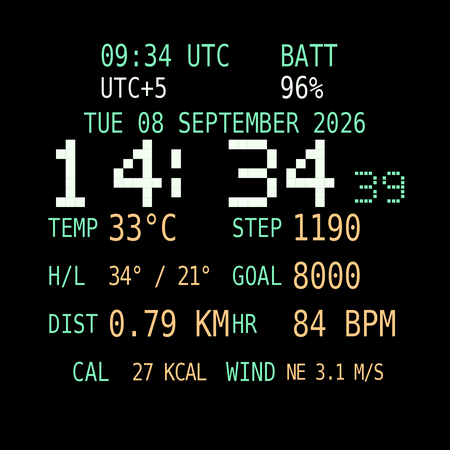 09:34 UTC BATT
UTC+5 96%
TUE 08 SEPTEMBER 2026
14:34 39
TEMP 33°C STEP 1190
H/L 34° / 21° GOAL 8000
DIST 0.79 KM HR 84 BPM
CAL 27 KCAL WIND NE 3.1 M/S